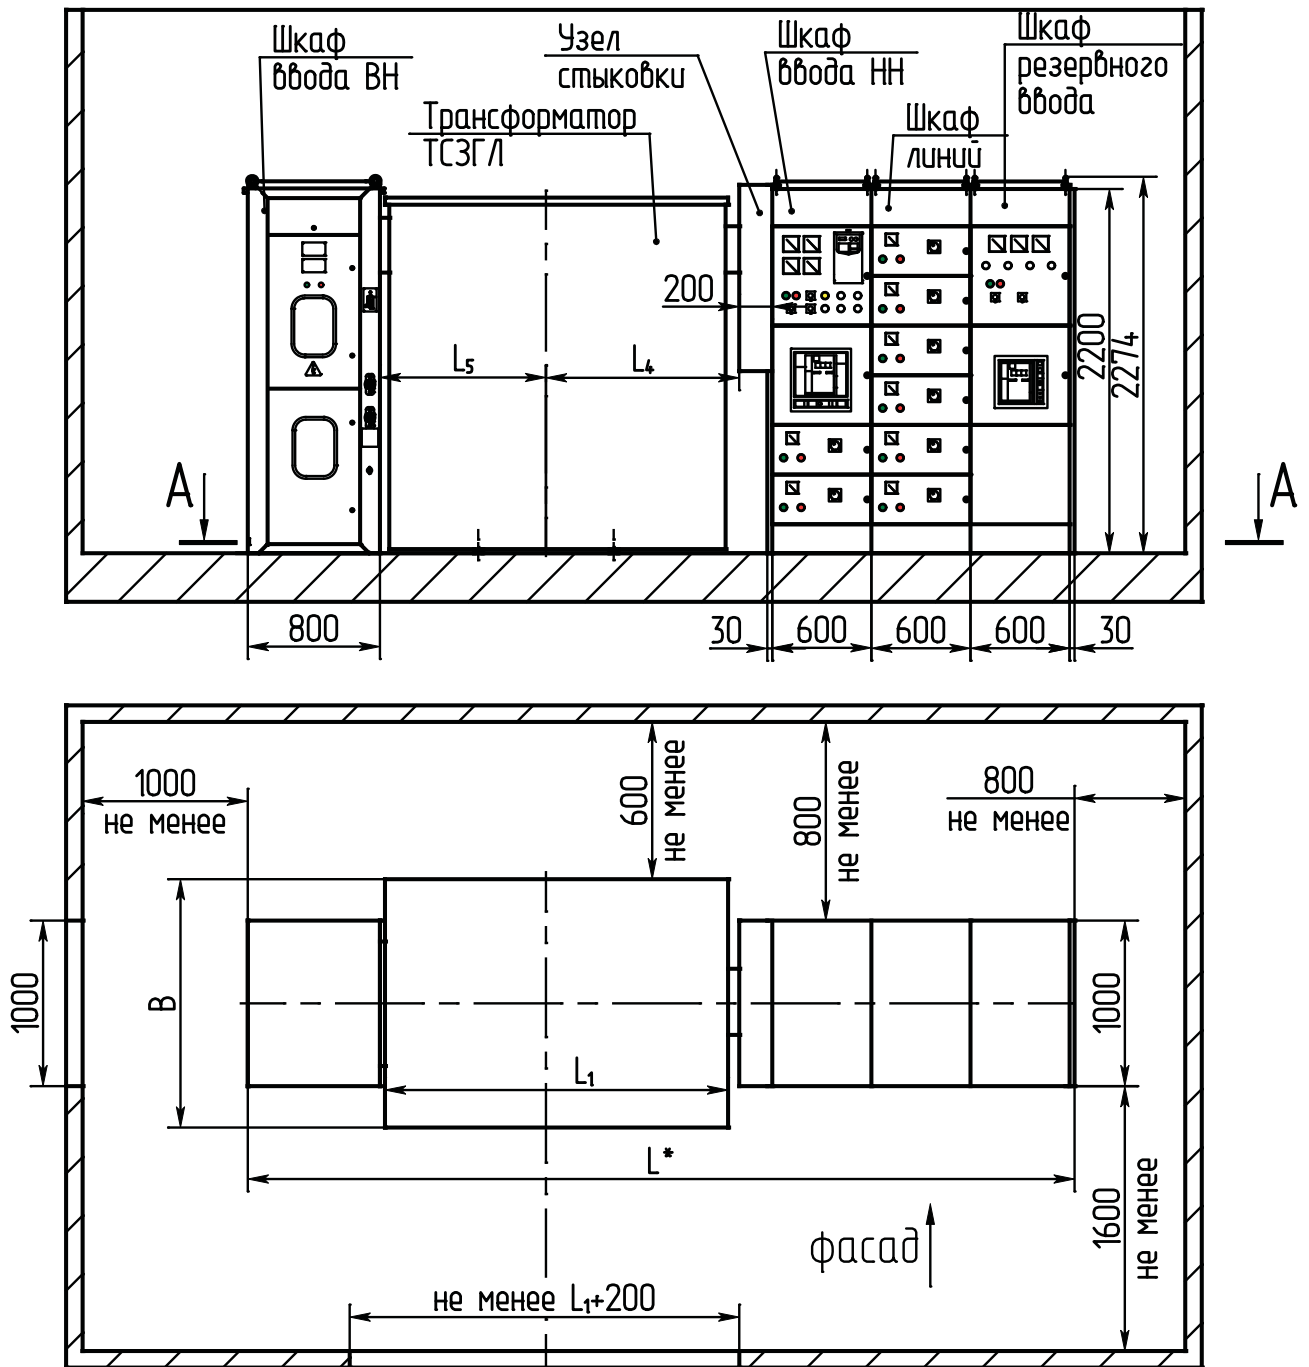 Шкаф
ввода ВН
Узел
стыковки
Шкаф
ввода НН
Шкаф
резервного
ввода
Трансформатор
ТСЗГЛ
Шкаф
линий
200
L5
L4
2200
2274
А
А
800
30
600
600
600
30
1000
не менее
600
не менее
800
не менее
800
не менее
1000
В
1000
L1
L*
1600
не менее
фасад
не менее L1+200